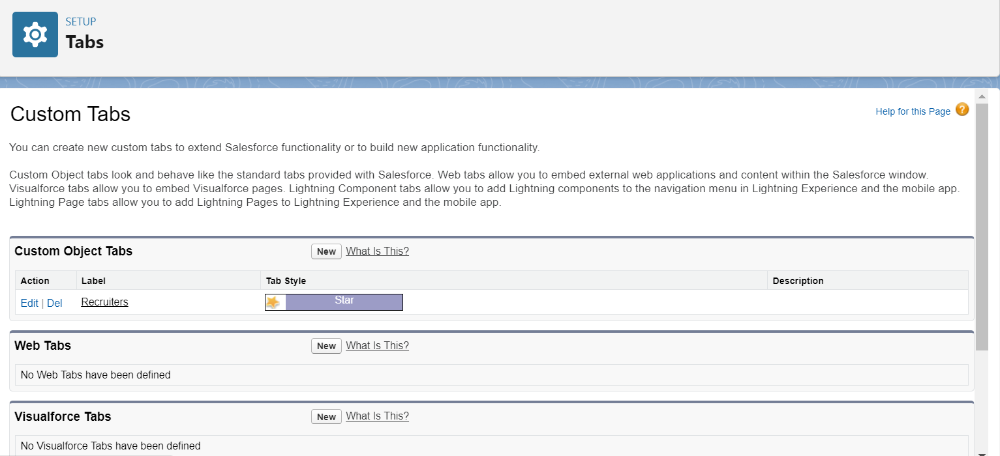 SETUP
Tabs
Custom Tabs
Help for this Page ?
You can create new custom tabs to extend Salesforce functionality or to build new application functionality.
Custom Object tabs look and behave like the standard tabs provided with Salesforce. Web tabs allow you to embed external web applications and content within the Salesforce window.
Visualforce tabs allow you to embed Visualforce pages. Lightning Component tabs allow you to add Lightning components to the navigation menu in Lightning Experience and the mobile app.
Lightning Page tabs allow you to add Lightning Pages to Lightning Experience and the mobile app.
Custom Object Tabs New What Is This?
Action Label Tab Style Description
Edit | Del Recruiters Star
Web Tabs New What Is This?
No Web Tabs have been defined
Visualforce Tabs New What Is This?
No Visualforce Tabs have been defined